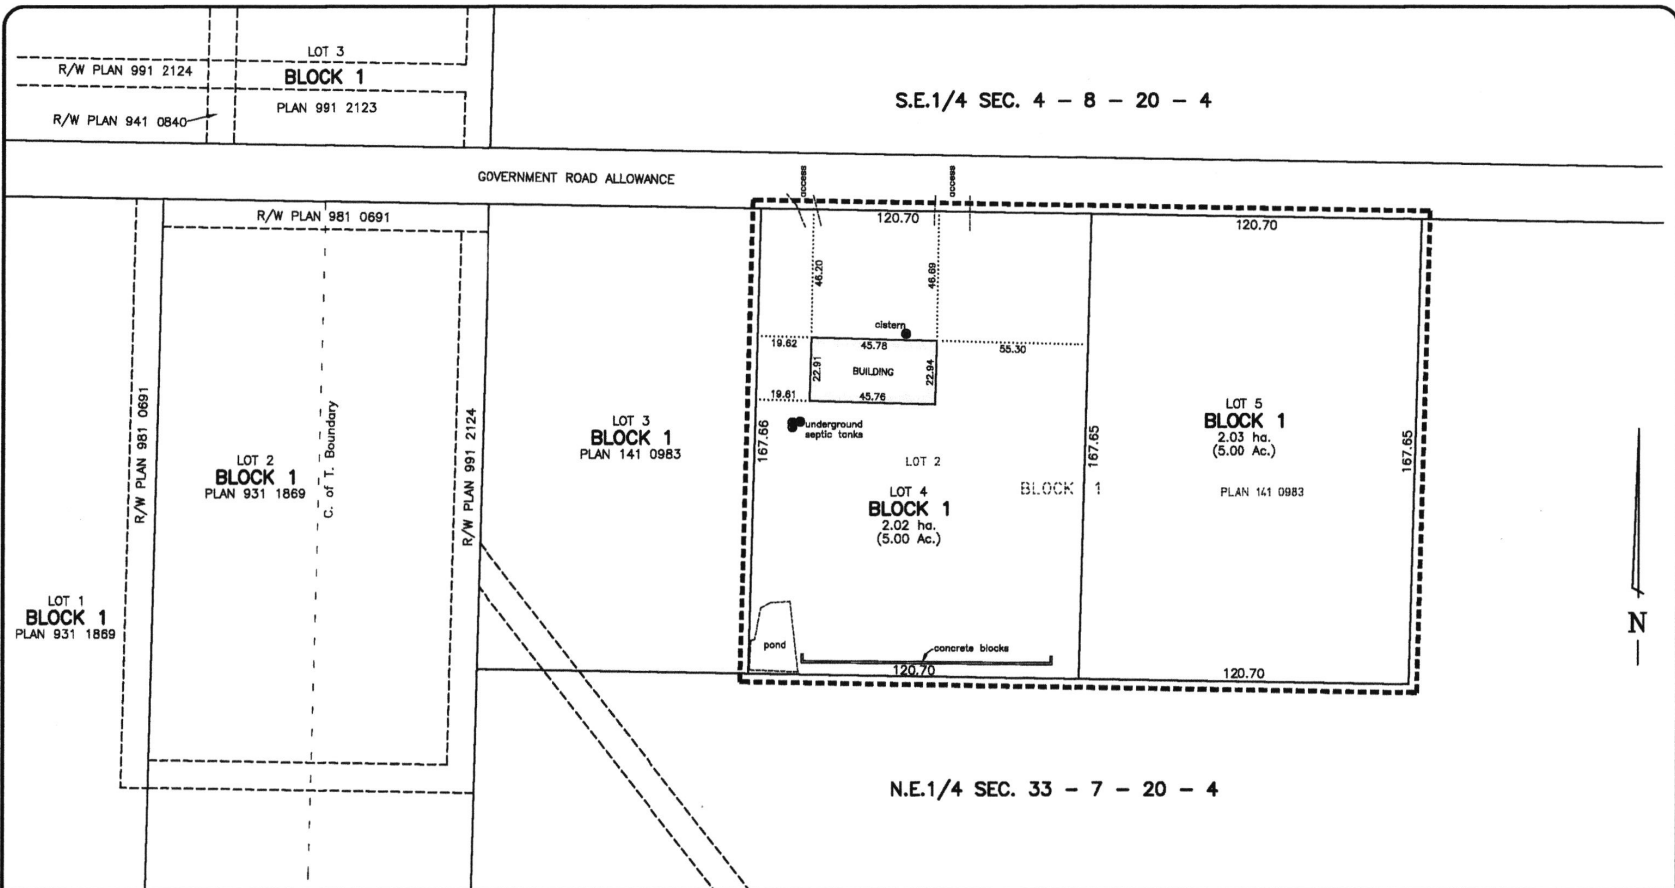 LOT 3
BLOCK 1
PLAN 991 2123
R/W PLAN 991 2124
R/W PLAN 941 0840
S.E.1/4 SEC. 4 - 8 - 20 - 4
GOVERNMENT ROAD ALLOWANCE
access
access
R/W PLAN 981 0691
120.70
120.70
46.20
46.69
cistern
19.62
45.78
55.30
22.91
BUILDING
22.94
19.61
45.76
underground
septic tanks
R/W PLAN 981 0691
LOT 2
BLOCK 1
PLAN 931 1869
C. of T. Boundary
R/W PLAN 991 2124
LOT 3
BLOCK 1
PLAN 141 0983
167.66
LOT 2
BLOCK 1
LOT 4
BLOCK 1
2.02 ha.
(5.00 Ac.)
167.65
LOT 5
BLOCK 1
2.03 ha.
(5.00 Ac.)
PLAN 141 0983
167.65
LOT 1
BLOCK 1
PLAN 931 1869
pond
concrete blocks
120.70
120.70
N
N.E.1/4 SEC. 33 - 7 - 20 - 4